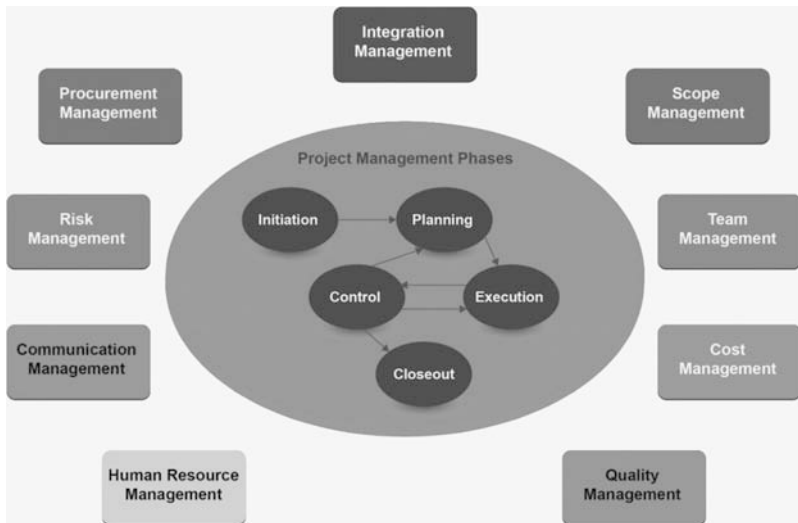 Integration
Management
Procurement
Management
Scope
Management
Project Management Phases
Initiation
Planning
Risk
Management
Team
Management
Control
Execution
Communication
Management
Cost
Management
Closeout
Human Resource
Management
Quality
Management